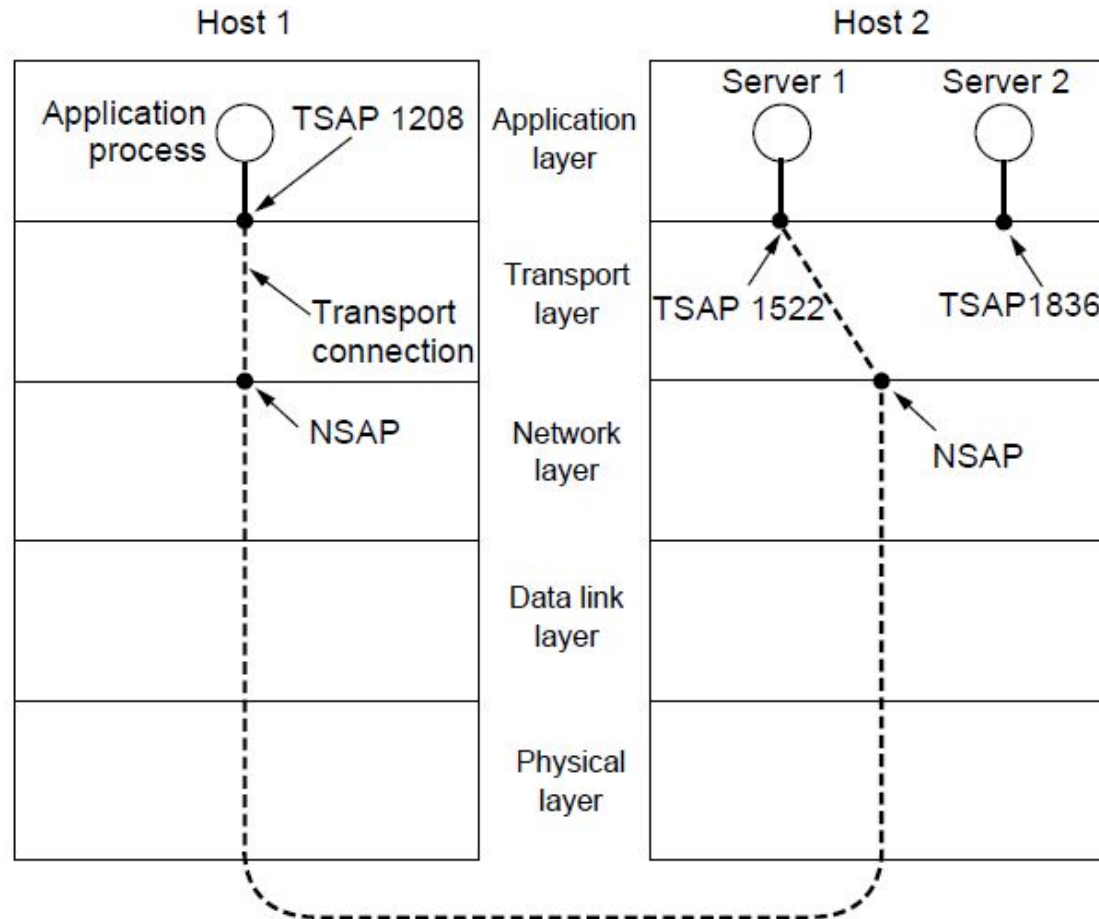 Host 1
Host 2
Application
process
TSAP 1208
Application
layer
Server 1
Server 2
Transport
layer
Transport
connection
TSAP 1522
TSAP1836
NSAP
Network
layer
NSAP
Data link
layer
Physical
layer